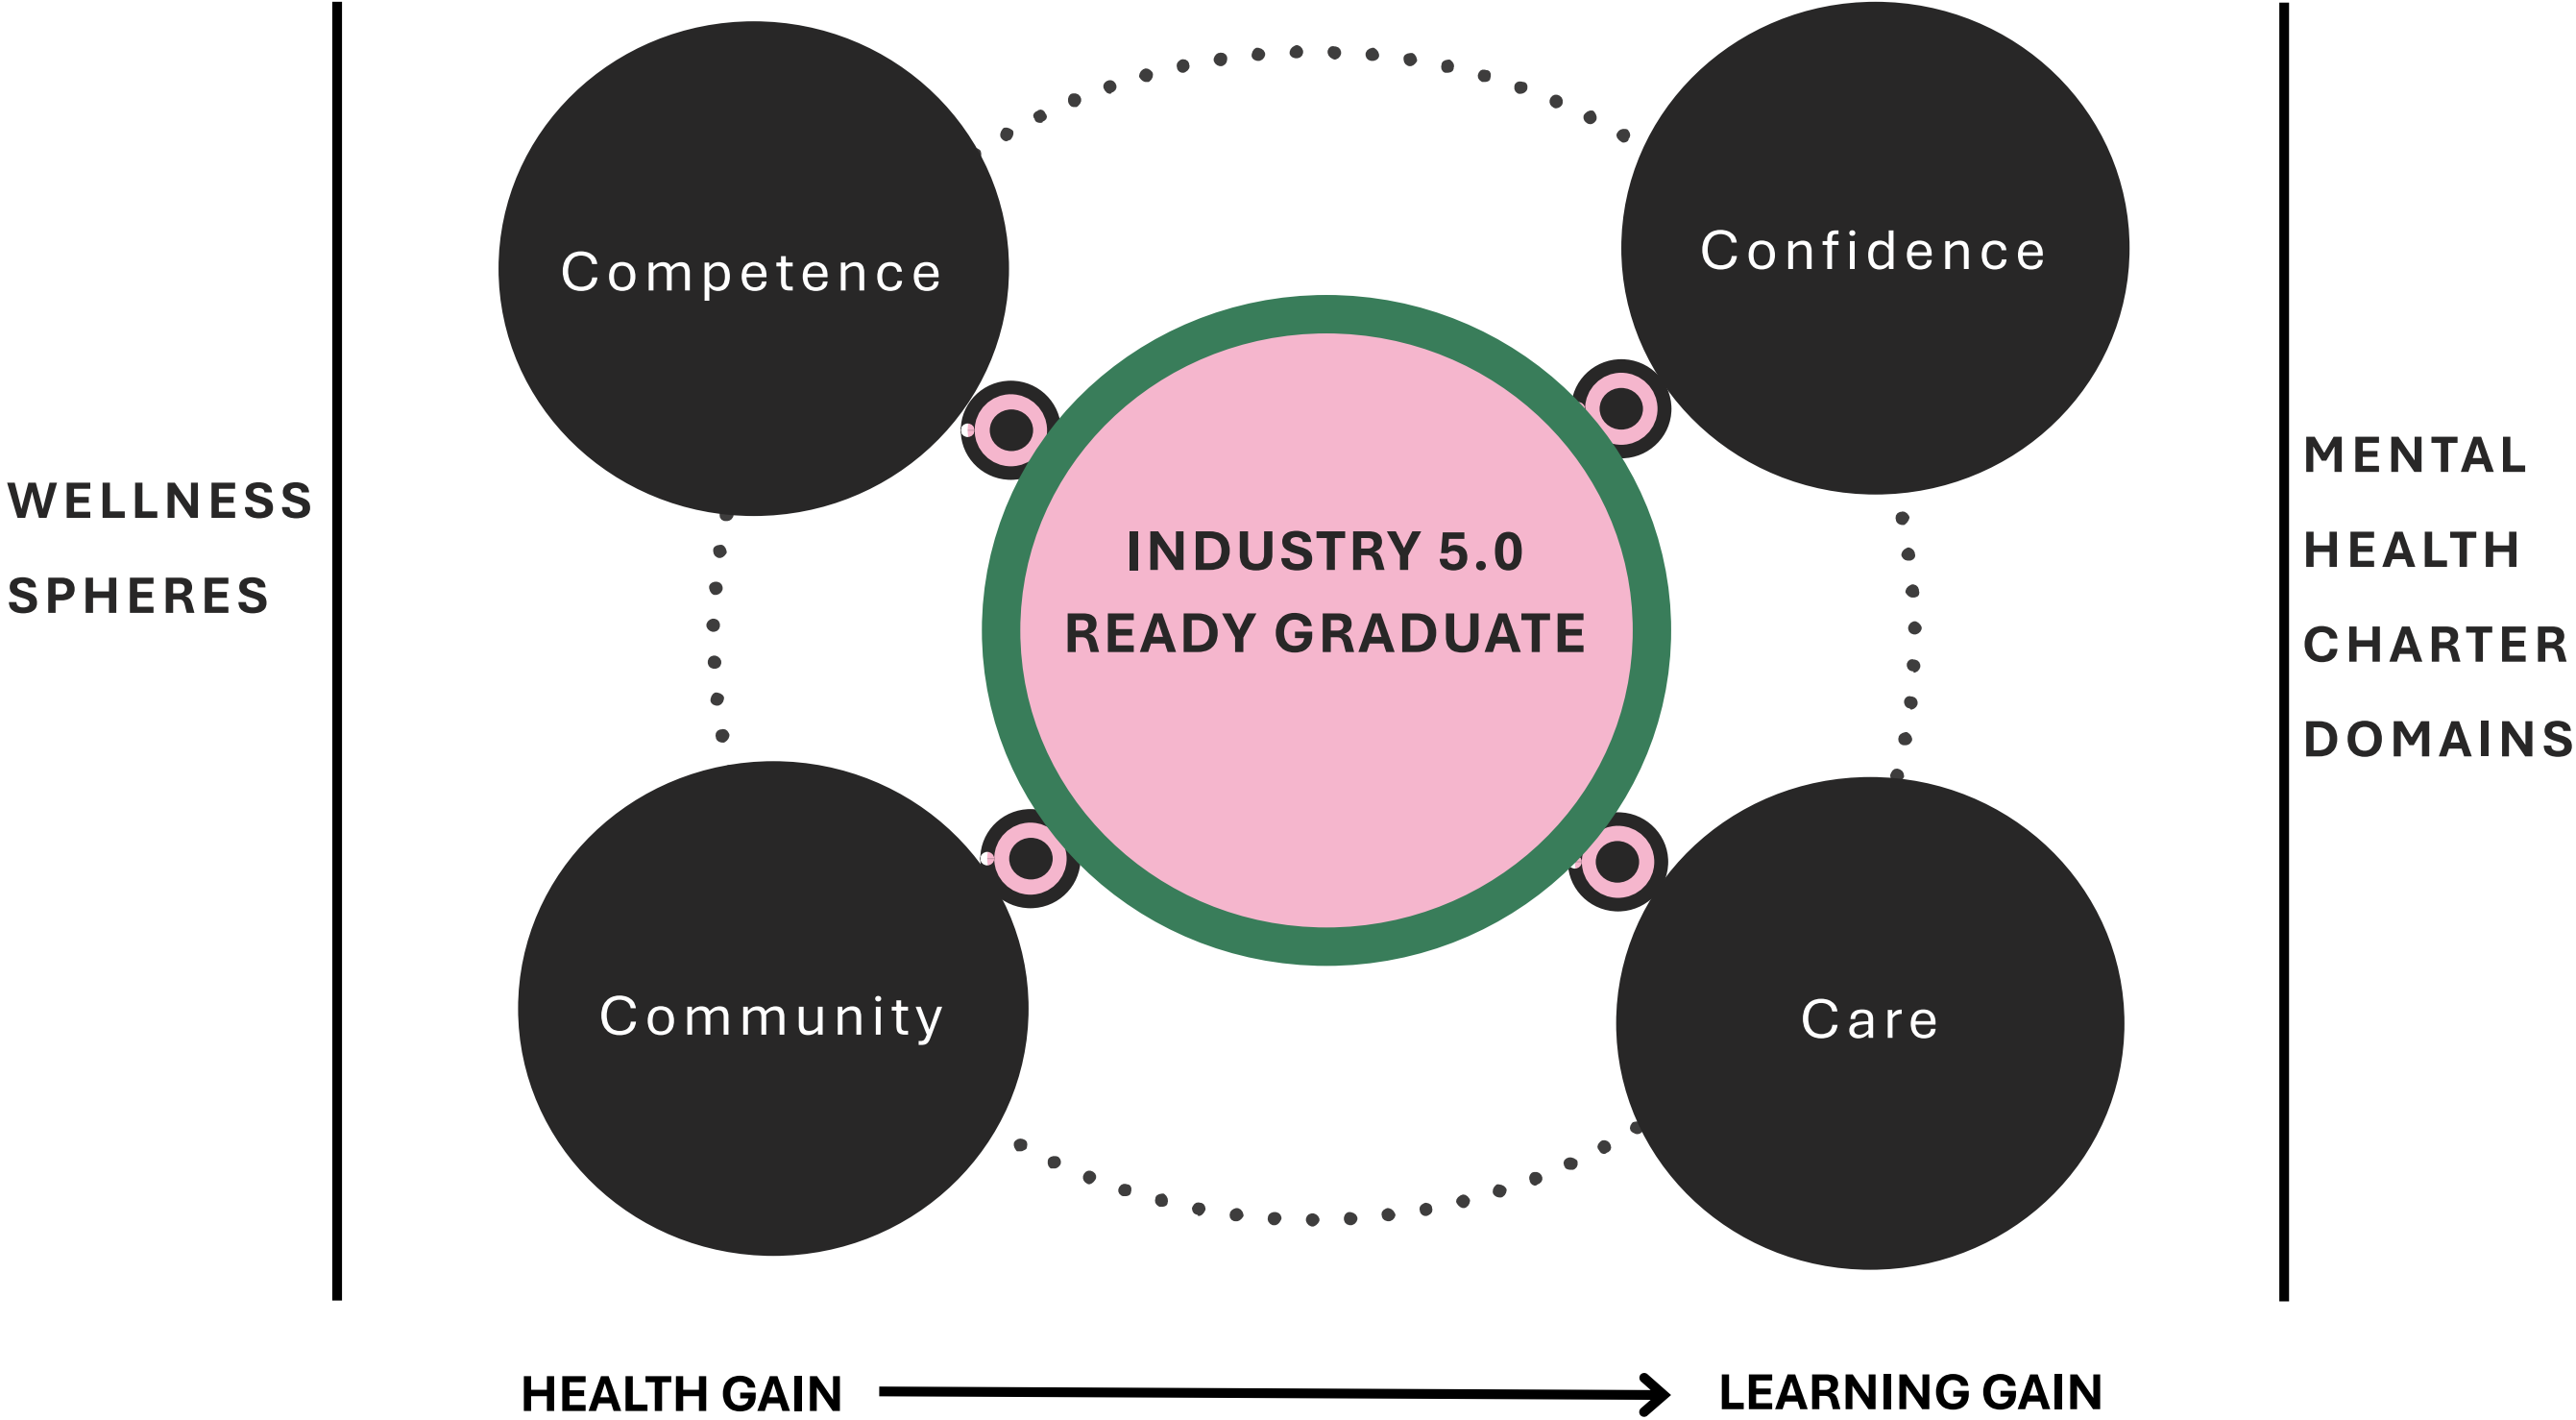 WELLNESS
SPHERES
Competence
Confidence
INDUSTRY 5.0
READY GRADUATE
Community
Care
MENTAL
HEALTH
CHARTER
DOMAINS
HEALTH GAIN
LEARNING GAIN